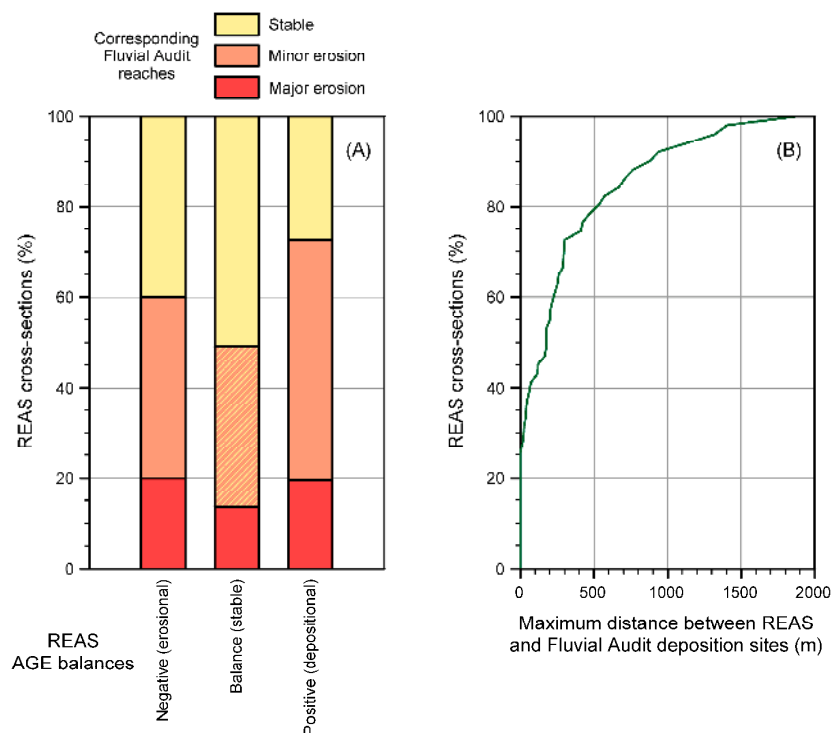 Corresponding
Fluvial Audit
reaches
Stable
Minor erosion
Major erosion
(A)
REAS cross-sections (%)
100
80
60
40
20
0
Negative (erosional)
Balance (stable)
Positive (depositional)
REAS
AGE balances
(B)
REAS cross-sections (%)
100
80
60
40
20
0
0 500 1000 1500 2000
Maximum distance between REAS
and Fluvial Audit deposition sites (m)